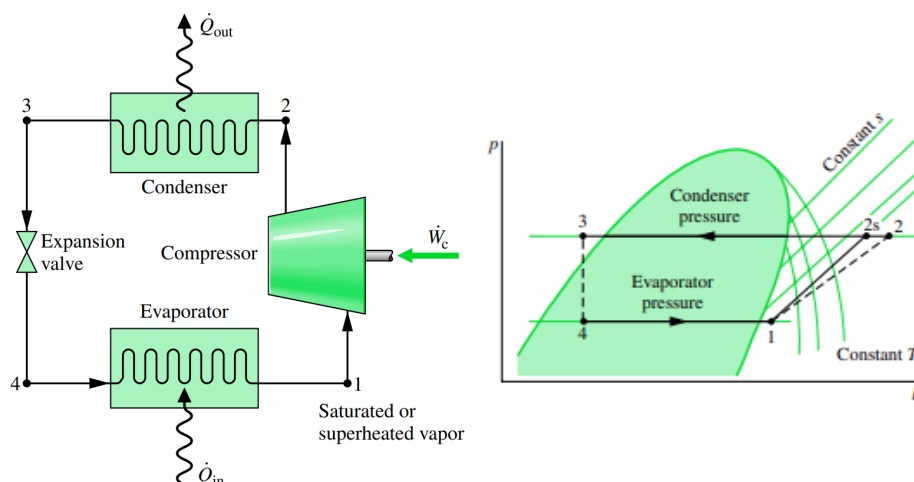 Q̇out
3
2
Condenser
Expansion
valve
Compressor
Ẇc
Evaporator
4
1
Saturated or
superheated vapor
Q̇in
p
Constant s
Condenser
pressure
3
2s
2
Evaporator
pressure
4
1
Constant T